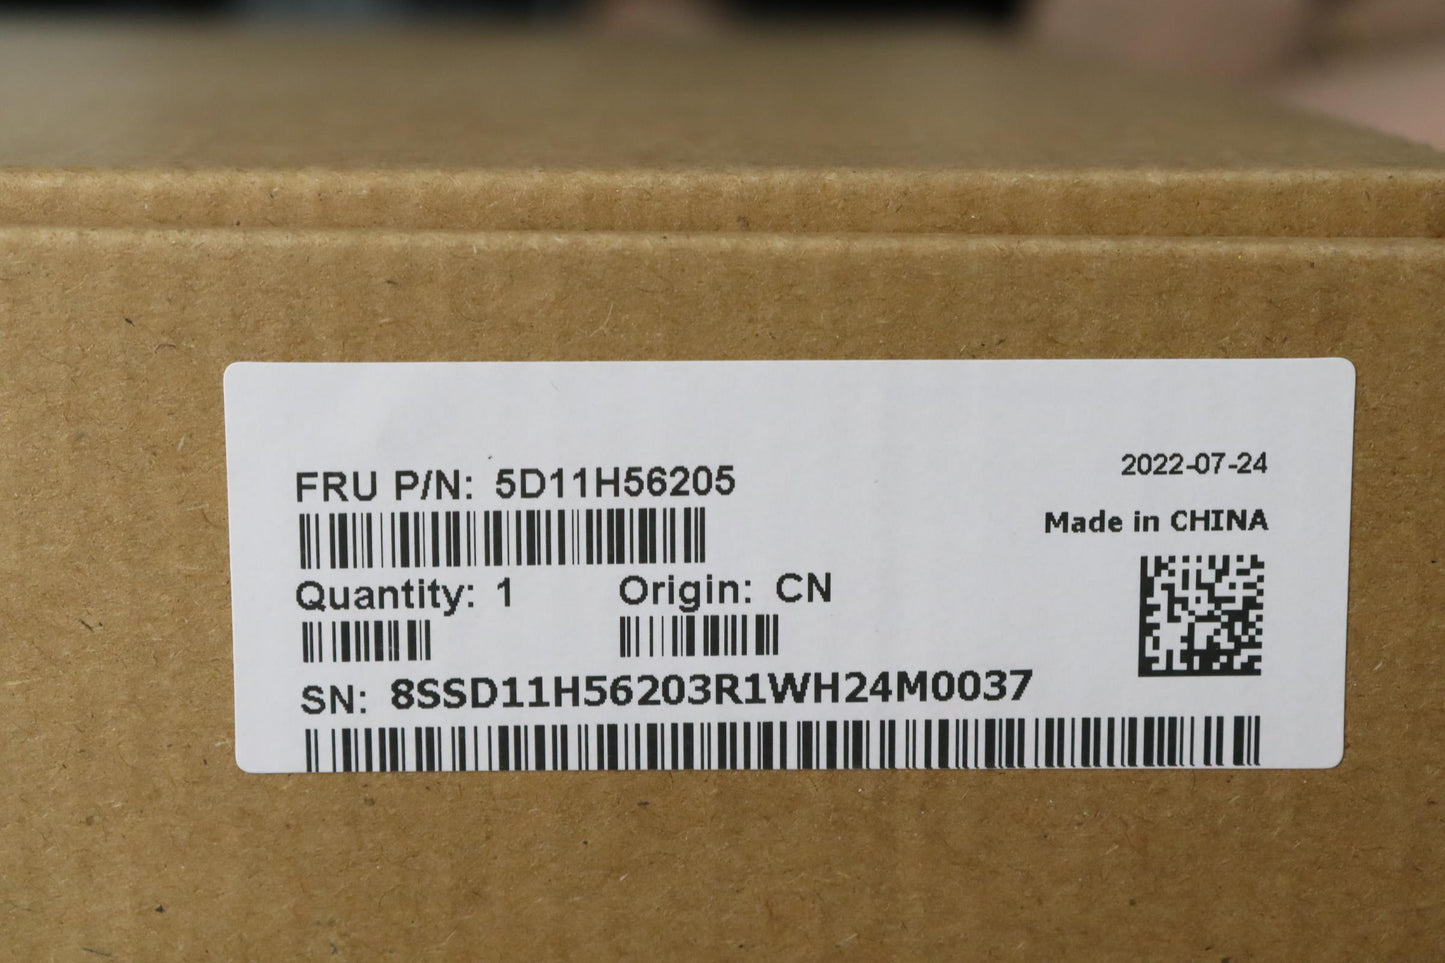 2022-07-24
FRU P/N: 5D11H56205
Made in CHINA
Quantity: 1 Origin: CN
SN: 8SSD11H56203R1WH24M0037